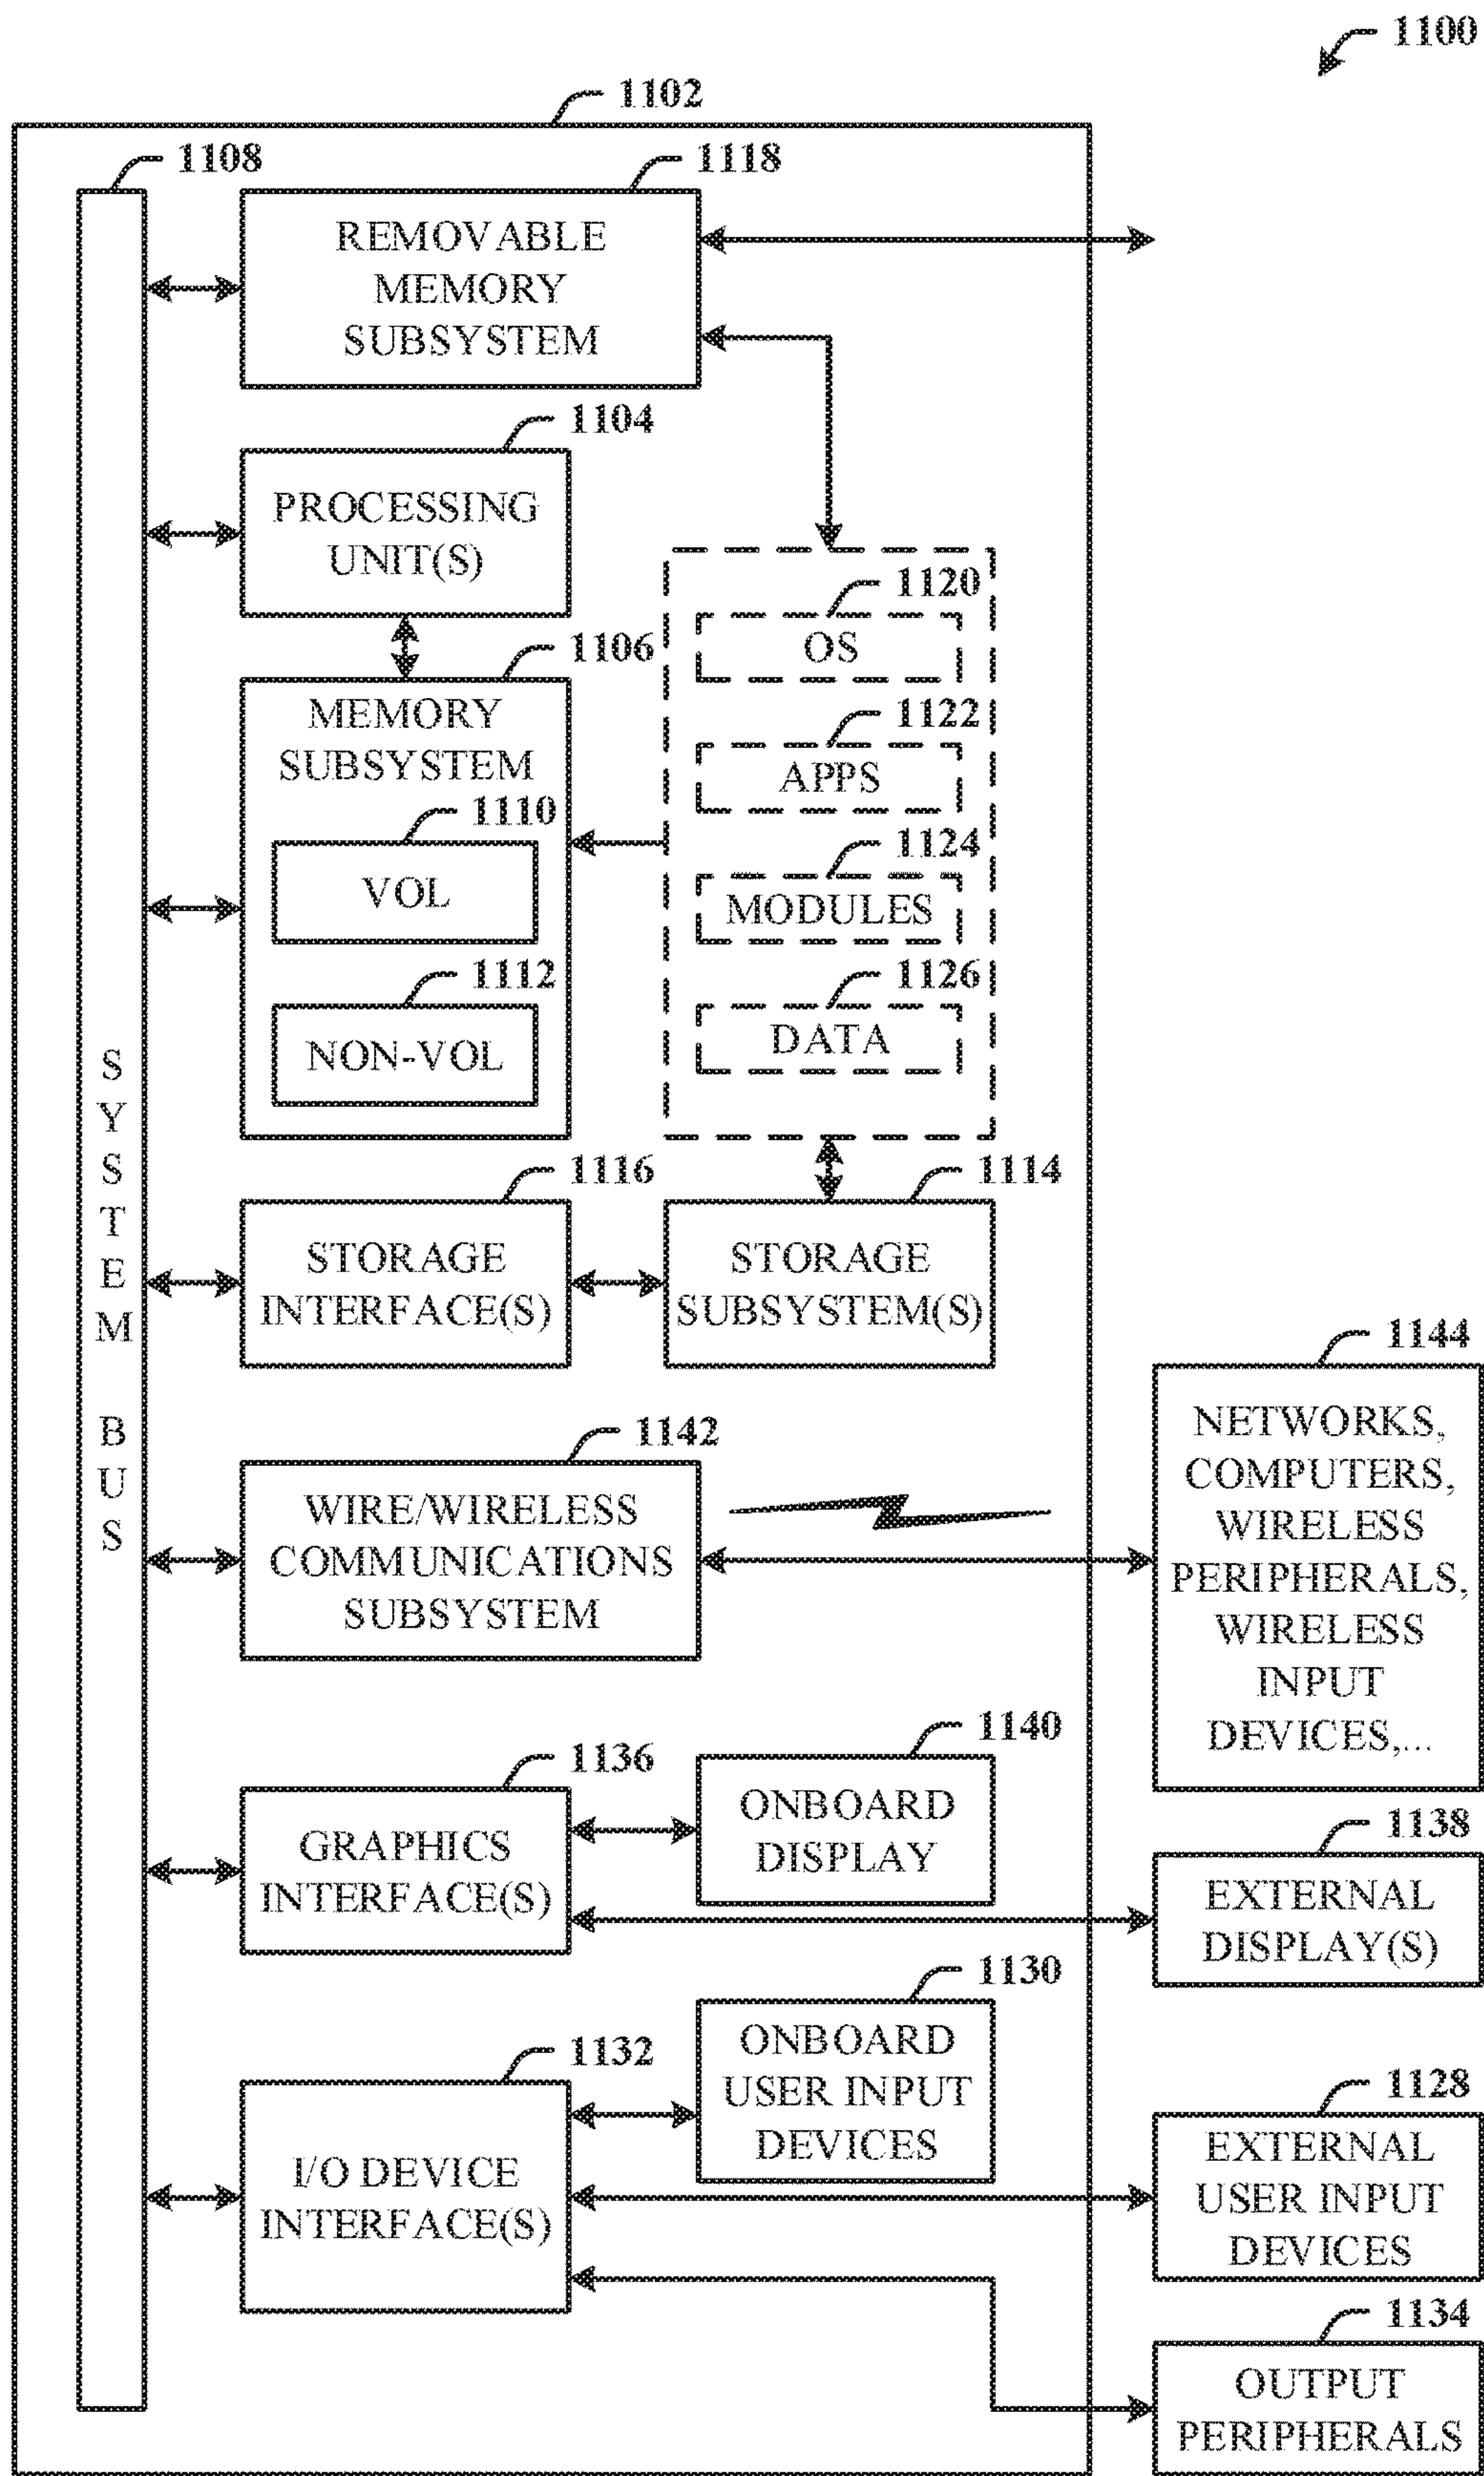 1100
1102
1108
1118
REMOVABLE
MEMORY
SUBSYSTEM
1104
PROCESSING
UNIT(S)
1106
MEMORY
SUBSYSTEM
1110
VOL
1112
NON-VOL
1120
OS
1122
APPS
1124
MODULES
1126
DATA
SYSTEM BUS
1116
STORAGE
INTERFACE(S)
1114
STORAGE
SUBSYSTEM(S)
1142
WIRE/WIRELESS
COMMUNICATIONS
SUBSYSTEM
1144
NETWORKS,
COMPUTERS,
WIRELESS
PERIPHERALS,
WIRELESS
INPUT
DEVICES,...
1136
GRAPHICS
INTERFACE(S)
1140
ONBOARD
DISPLAY
1138
EXTERNAL
DISPLAY(S)
1132
I/O DEVICE
INTERFACE(S)
1130
ONBOARD
USER INPUT
DEVICES
1128
EXTERNAL
USER INPUT
DEVICES
1134
OUTPUT
PERIPHERALS